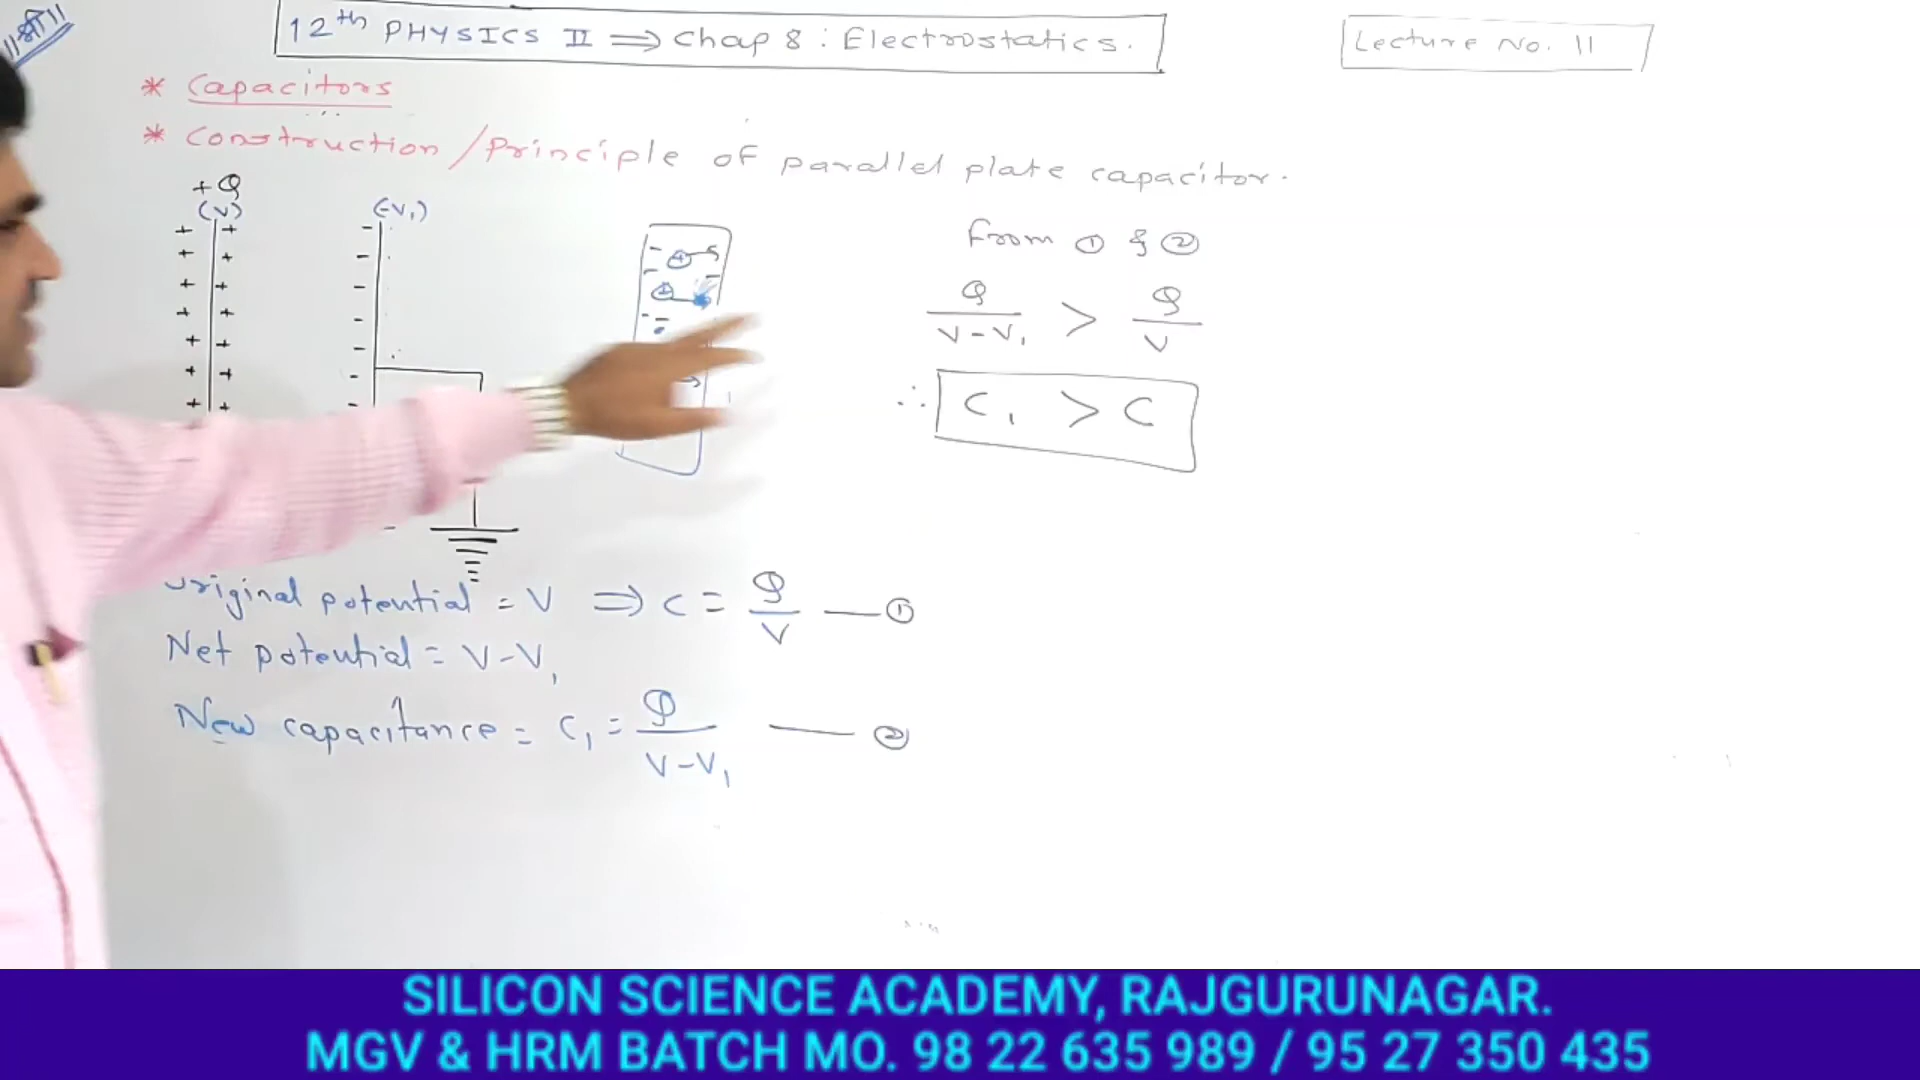 ॥श्री॥
12th PHYSICS II ⇒ Chap 8 : Electrostatics.
Lecture No. 11
* Capacitors
* Construction / Principle of parallel plate capacitor.
+Q
(V)
(-V₁)
From ① & ②
Q/(V-V₁) > Q/V
∴ C₁ > C
Original potential = V ⇒ C = Q/V — ①
Net potential = V-V₁
New capacitance = C₁ = Q/(V-V₁) — ②
SILICON SCIENCE ACADEMY, RAJGURUNAGAR.
MGV & HRM BATCH MO. 98 22 635 989 / 95 27 350 435